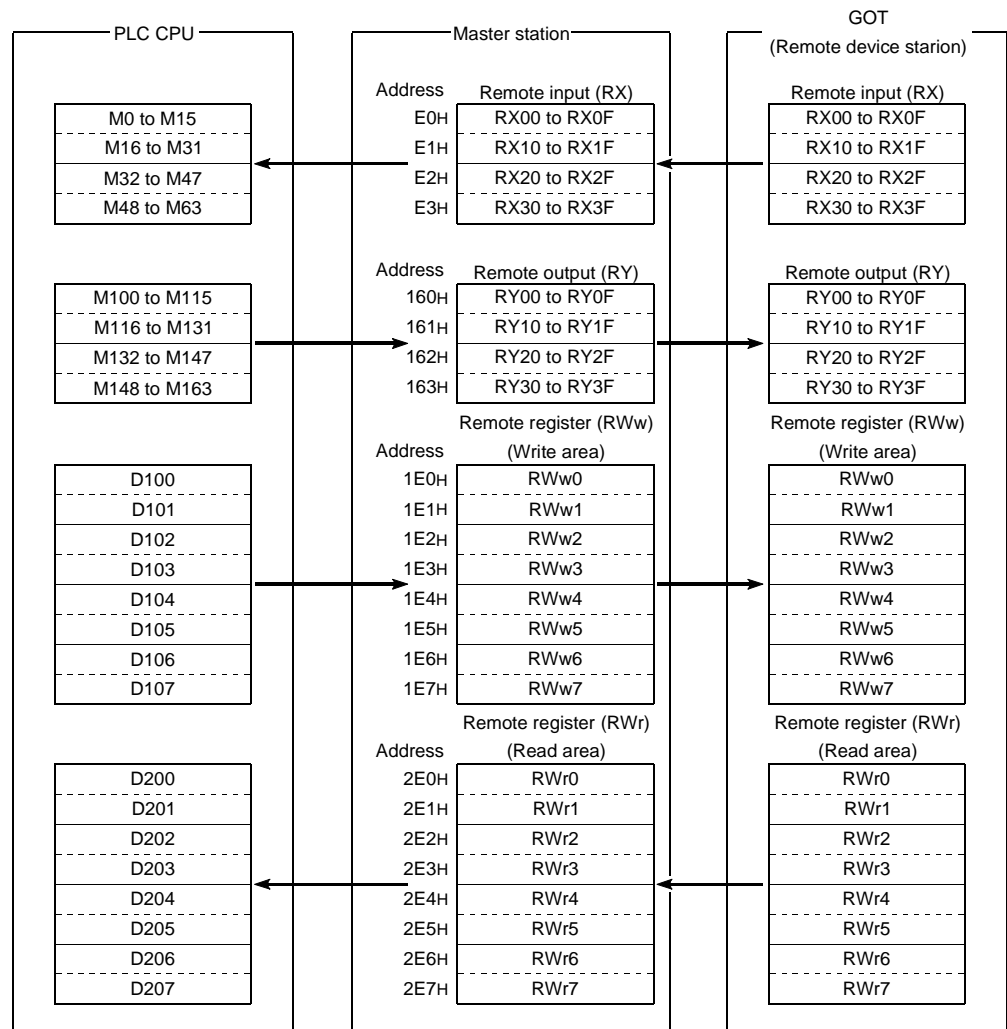 GOT
PLC CPU Master station (Remote device starion)
Address Remote input (RX) Remote input (RX)
M0 to M15 E0H RX00 to RX0F RX00 to RX0F
M16 to M31 E1H RX10 to RX1F RX10 to RX1F
M32 to M47 E2H RX20 to RX2F RX20 to RX2F
M48 to M63 E3H RX30 to RX3F RX30 to RX3F
Address Remote output (RY) Remote output (RY)
M100 to M115 160H RY00 to RY0F RY00 to RY0F
M116 to M131 161H RY10 to RY1F RY10 to RY1F
M132 to M147 162H RY20 to RY2F RY20 to RY2F
M148 to M163 163H RY30 to RY3F RY30 to RY3F
Remote register (RWw) Remote register (RWw)
Address (Write area) (Write area)
D100 1E0H RWw0 RWw0
D101 1E1H RWw1 RWw1
D102 1E2H RWw2 RWw2
D103 1E3H RWw3 RWw3
D104 1E4H RWw4 RWw4
D105 1E5H RWw5 RWw5
D106 1E6H RWw6 RWw6
D107 1E7H RWw7 RWw7
Remote register (RWr) Remote register (RWr)
Address (Read area) (Read area)
D200 2E0H RWr0 RWr0
D201 2E1H RWr1 RWr1
D202 2E2H RWr2 RWr2
D203 2E3H RWr3 RWr3
D204 2E4H RWr4 RWr4
D205 2E5H RWr5 RWr5
D206 2E6H RWr6 RWr6
D207 2E7H RWr7 RWr7